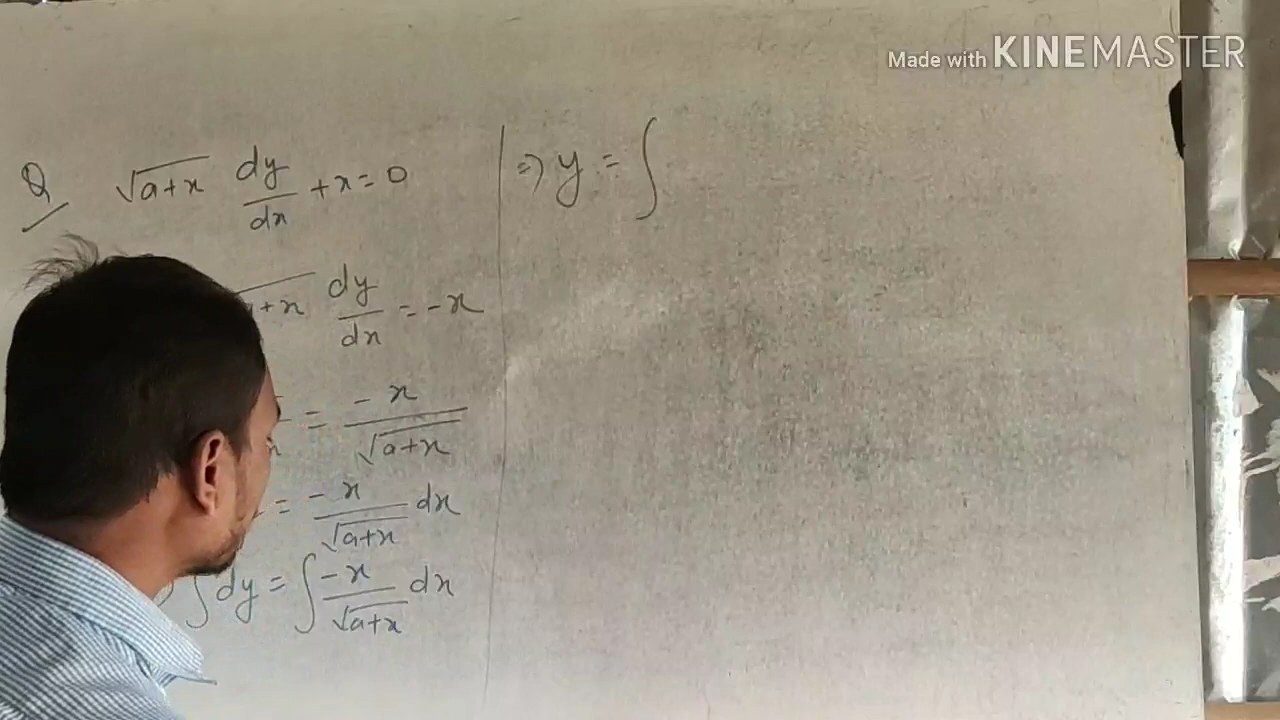 Made with KINEMASTER
Q √a+x dy/dx + x = 0
+x dy/dx = -x
= -x/√a+x
= -x/√a+x dx
∫dy = ∫ -x/√a+x dx
⇒ y = ∫